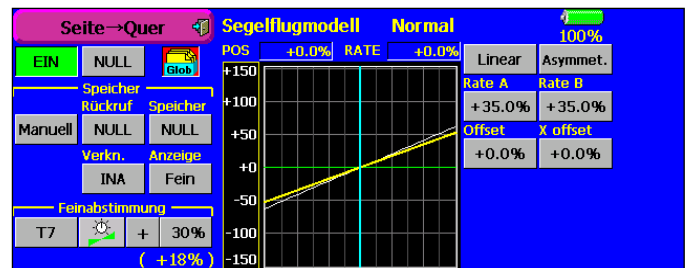 Seite→Quer
Segelflugmodell Normal
100%
EIN NULL Glob
POS +0.0% RATE +0.0%
Linear Asymmet.
Speicher
Rückruf Speicher
Manuell NULL NULL
Verkn. Anzeige
INA Fein
Feinabstimmung
T7 + 30%
( +18% )
+150
+100
+50
+0
-50
-100
-150
Rate A Rate B
+35.0% +35.0%
Offset X offset
+0.0% +0.0%